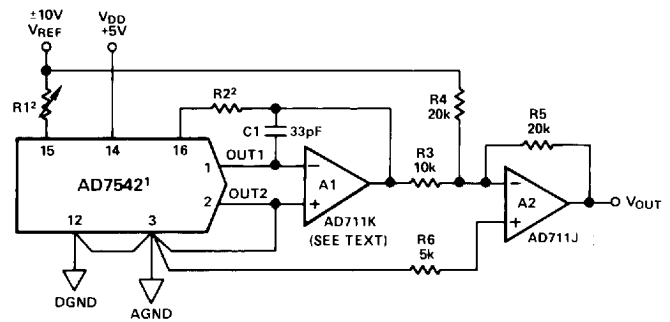 ±10V
VREF
VDD
+5V
R1²
R2²
R4
20k
R5
20k
C1
33pF
15
14
16
1
OUT1
R3
10k
AD7542¹
2
OUT2
A1
A2
VOUT
12
3
AD711K
(SEE TEXT)
AD711J
R6
5k
DGND
AGND